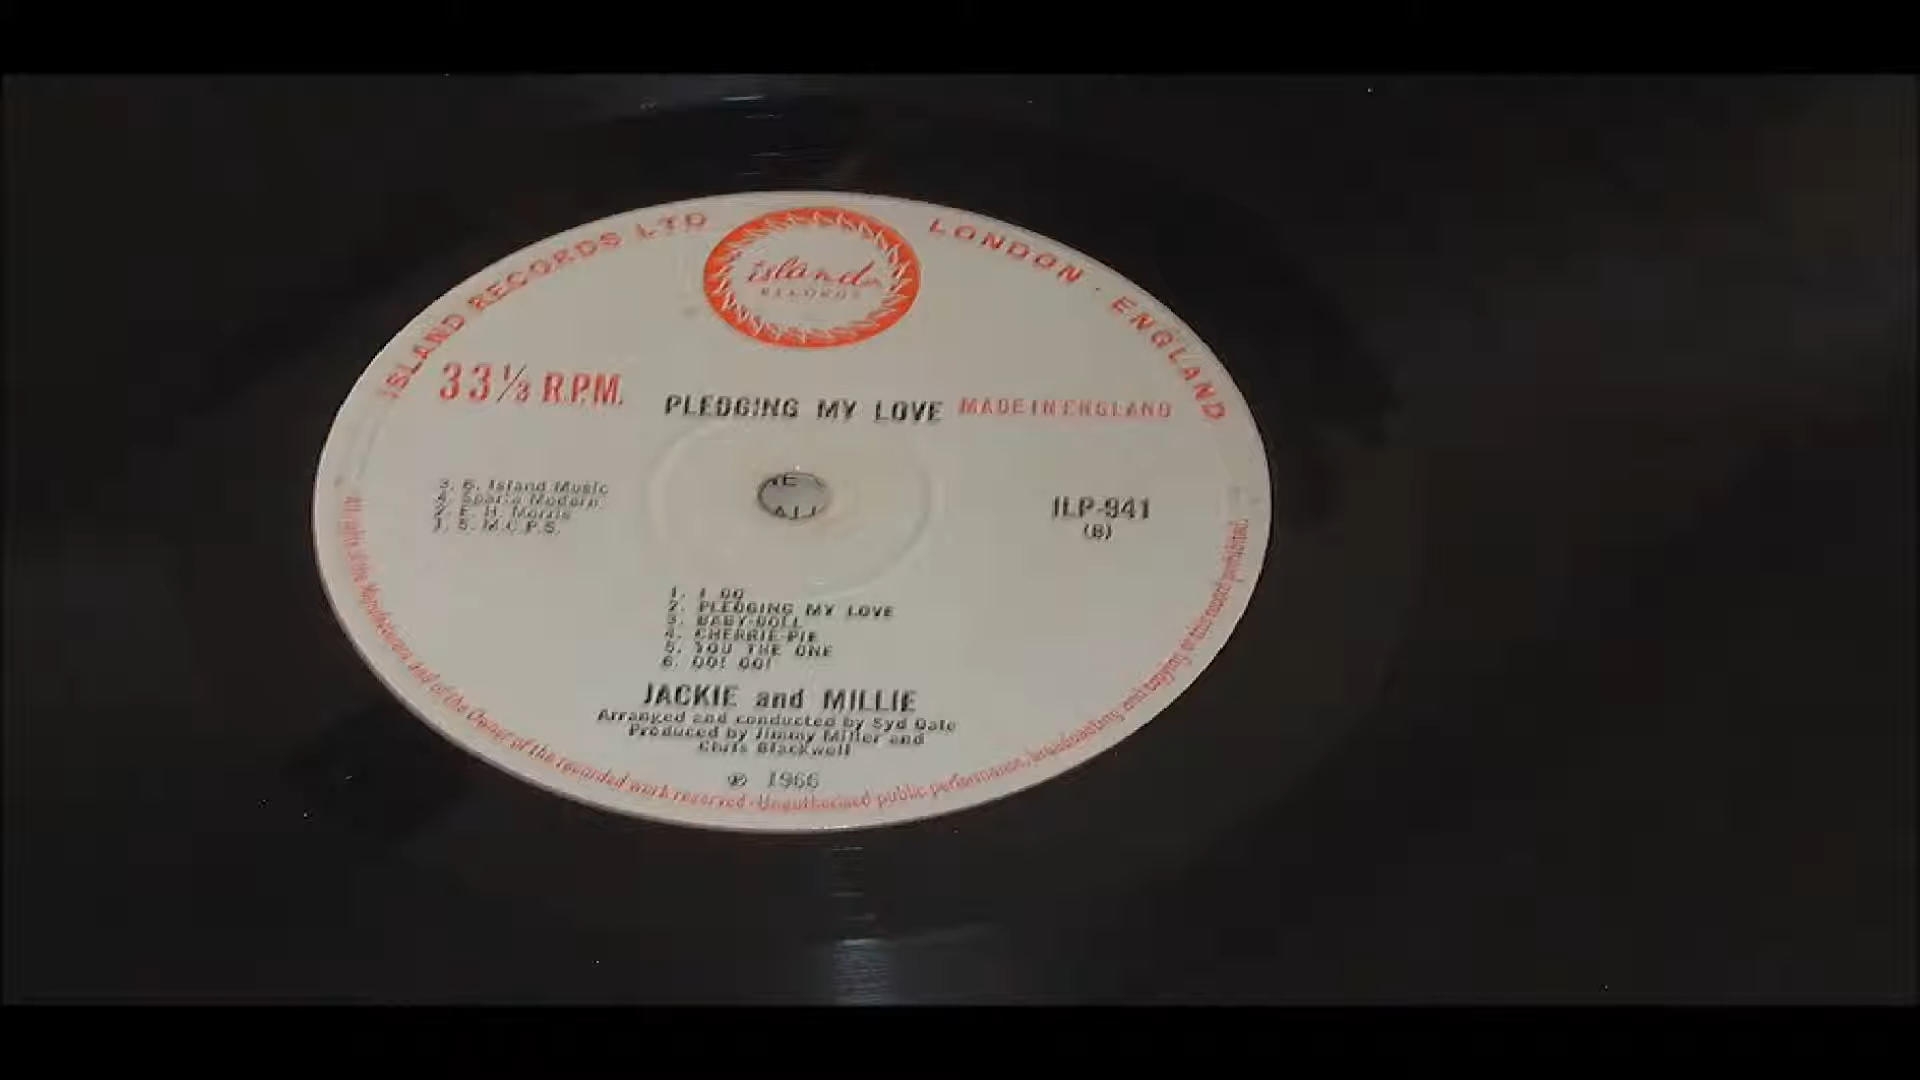 ISLAND RECORDS LTD
LONDON · ENGLAND
island
RECORDS
33⅓ R.P.M.
PLEDGING MY LOVE
MADE IN ENGLAND
3. 6. Island Music
4. Sparta Modern.
2. E. H. Morris
1. 5. M.C.P.S.
ILP-941
(B)
1. I DO
2. PLEDGING MY LOVE
3. BABY-DOLL
4. CHERRIE-PIE
5. YOU THE ONE
6. OO! OO!
JACKIE and MILLIE
Arranged and conducted by Syd Dale
Produced by Jimmy Miller and
Chris Blackwell
℗ 1966
All rights of the Manufacturers and of the Owner of the recorded work reserved · Unauthorised public performance, broadcasting and copying of this record prohibited.